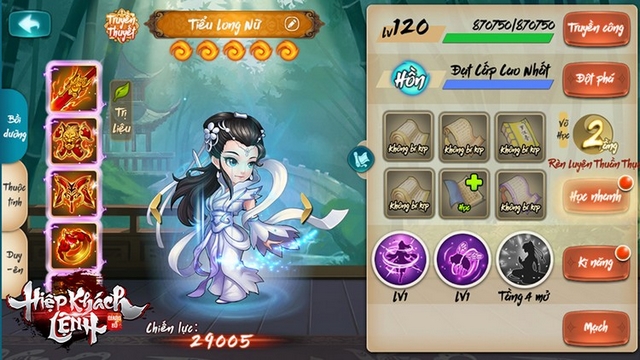 Truyền Thuyết
Tiểu Long Nữ
Trị Liệu
Bồi dưỡng
Thuộc tính
Duyên
Hiệp Khách Lệnh
Chiến lực:
29005
Lv120
870750/870750
Truyền công
Hồn
Đạt Cấp Cao Nhất
Đột phá
Không bí kíp
Không bí kíp
Không bí kíp
Võ Học
2 Tầng
Rèn Luyện Thuần Thụ
Không bí kíp
Học
Không bí kíp
Học nhanh
LV1
LV1
Tầng 4 mở
Kĩ năng
Mạch